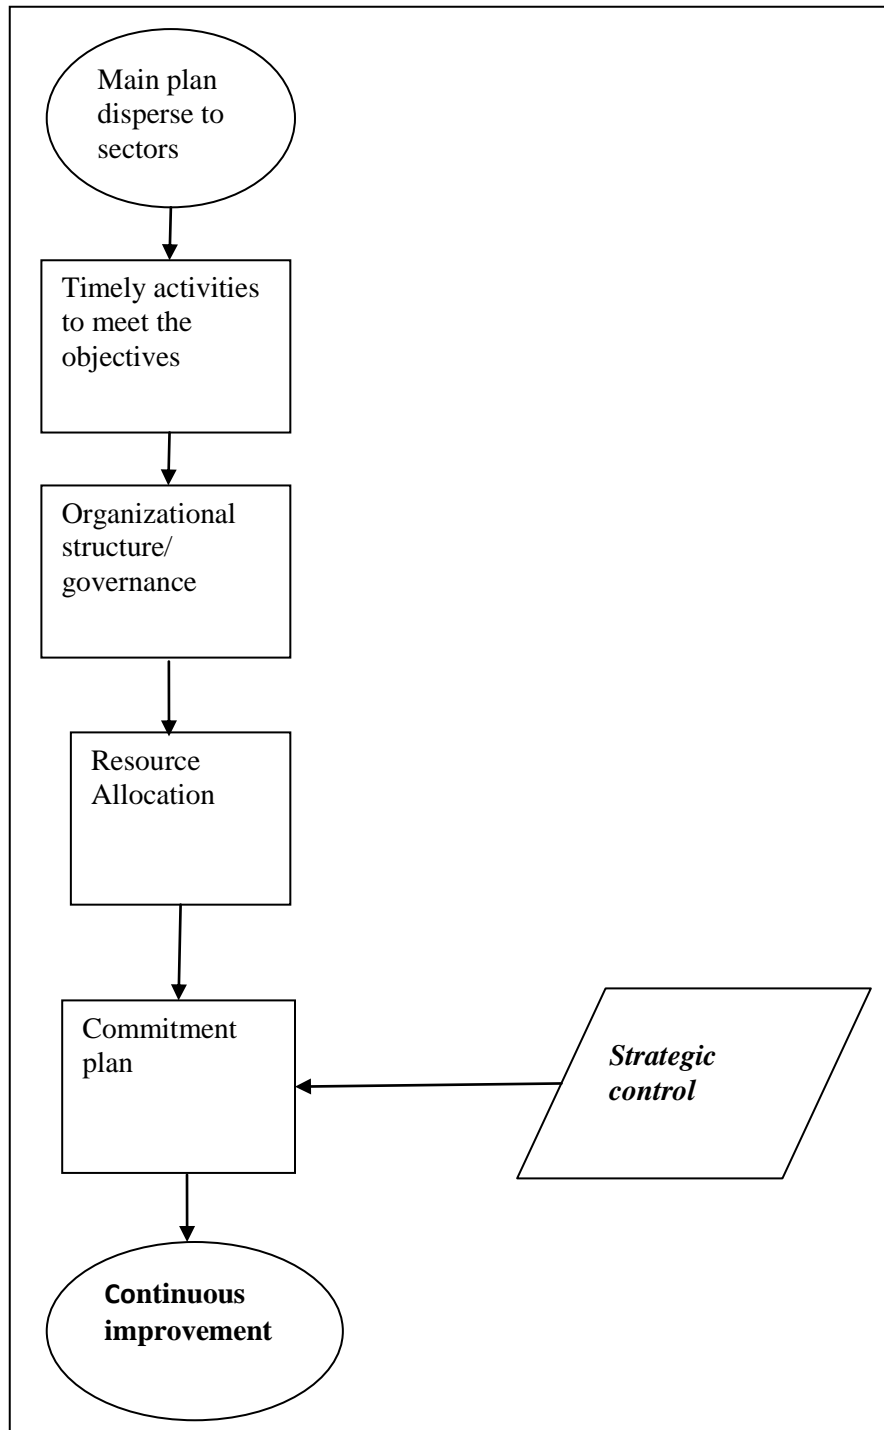 Main plan
disperse to
sectors
Timely activities
to meet the
objectives
Organizational
structure/
governance
Resource
Allocation
Commitment
plan
Strategic
control
Continuous
improvement